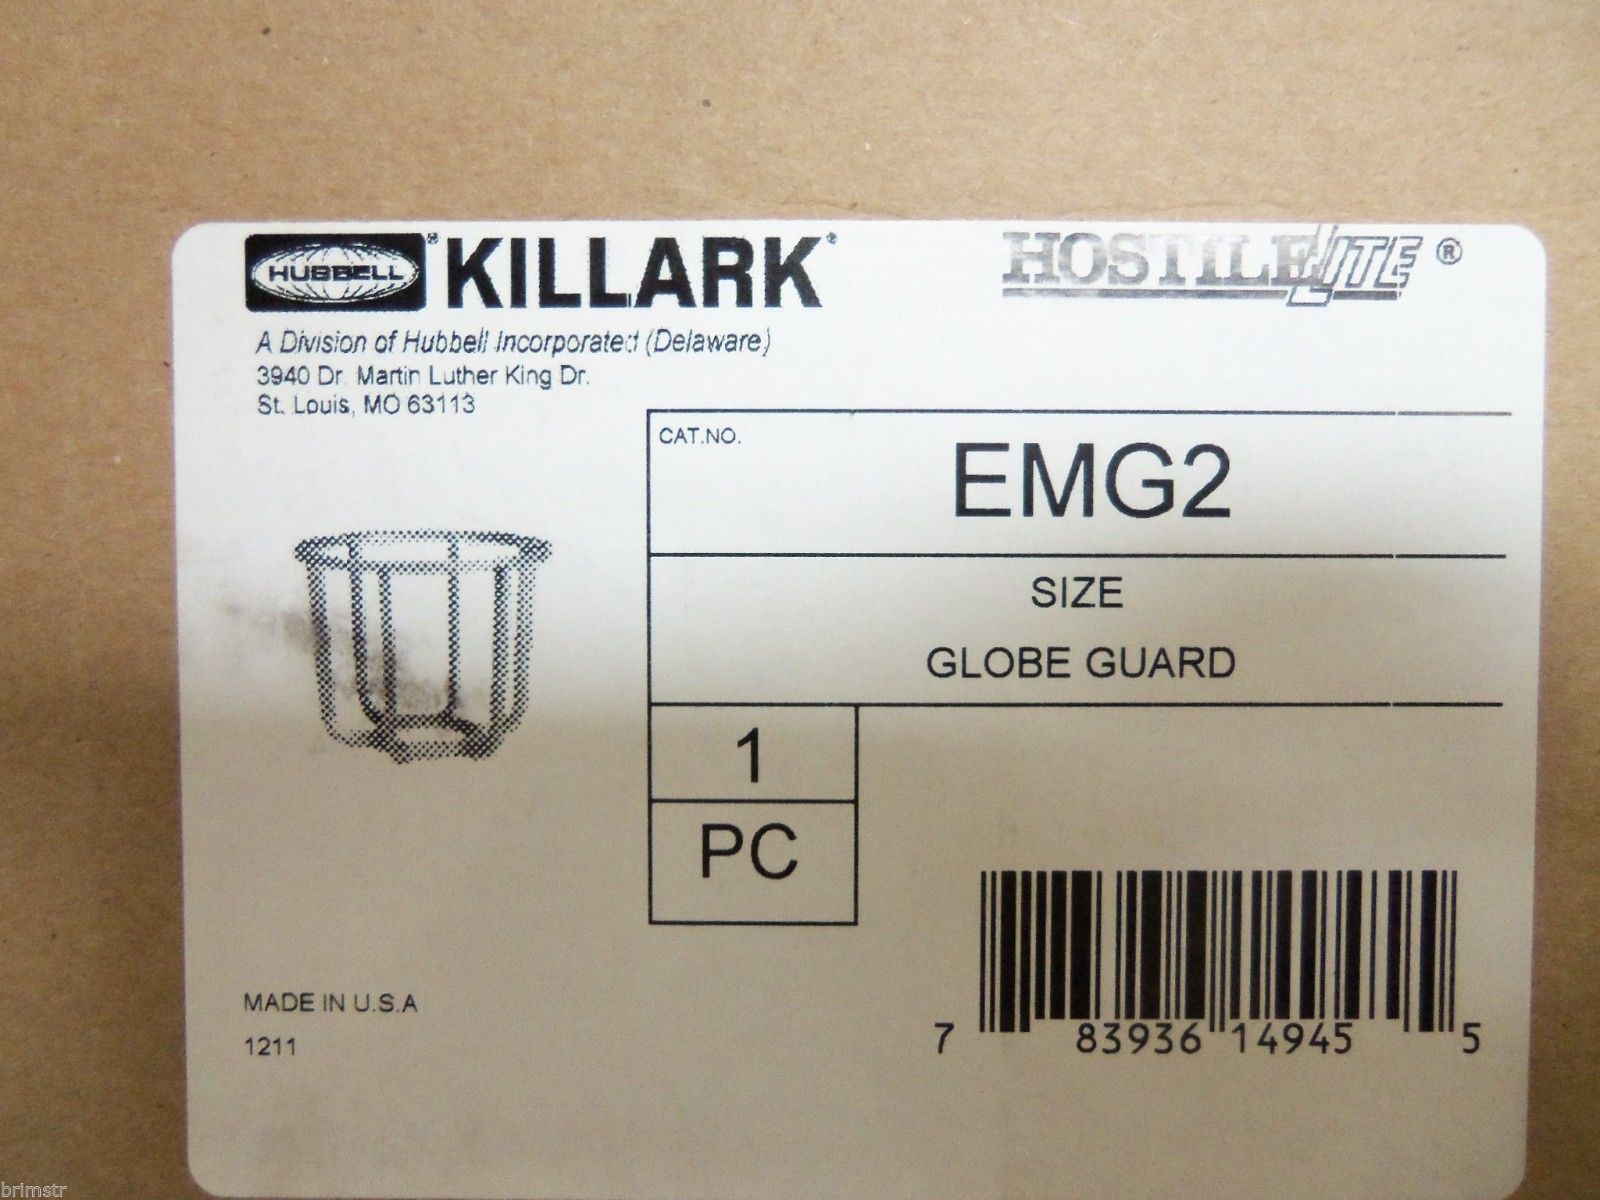 HUBBELL® KILLARK®
HOSTILELITE®
A Division of Hubbell Incorporated (Delaware)
3940 Dr. Martin Luther King Dr.
St. Louis, MO 63113
CAT.NO.
EMG2
SIZE
GLOBE GUARD
1
PC
MADE IN U.S.A
1211
7 83936 14945 5
brimstr